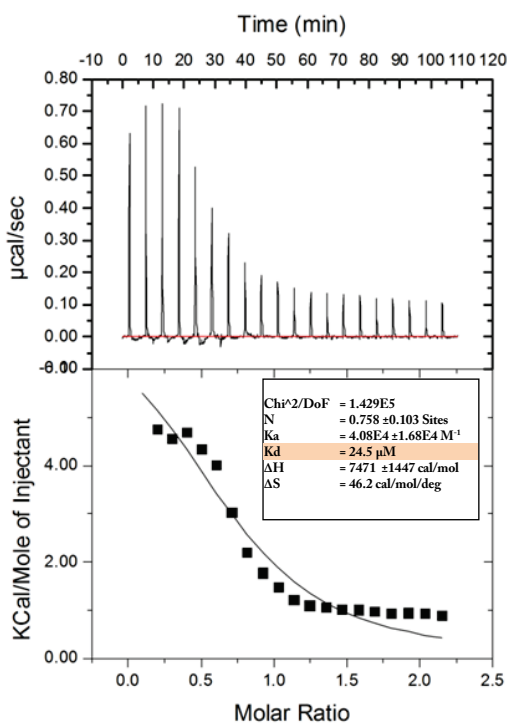 Time (min)
-10 0 10 20 30 40 50 60 70 80 90 100 110 120
0.80
0.70
0.60
0.50
0.40
0.30
0.20
0.10
0.00
µcal/sec
4.00
2.00
0.00
KCal/Mole of Injectant
Chi^2/DoF = 1.429E5
N = 0.758 ±0.103 Sites
Ka = 4.08E4 ±1.68E4 M⁻¹
Kd = 24.5 µM
ΔH = 7471 ±1447 cal/mol
ΔS = 46.2 cal/mol/deg
0.0 0.5 1.0 1.5 2.0 2.5
Molar Ratio